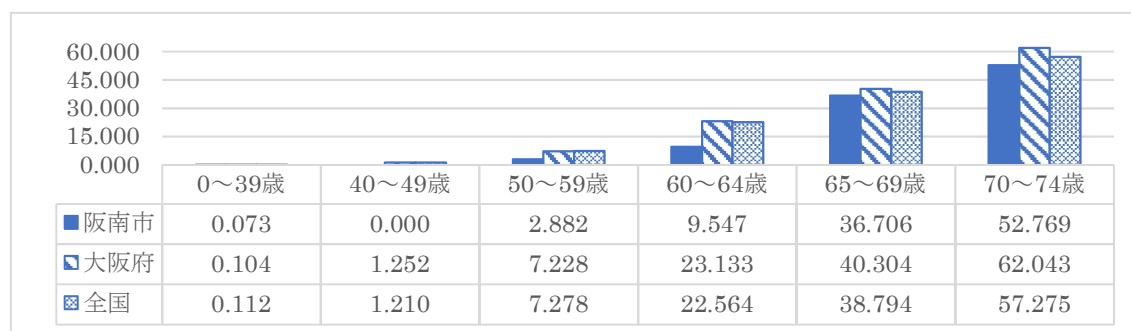 60.000
45.000
30.000
15.000
0.000
0～39歳 40～49歳 50～59歳 60～64歳 65～69歳 70～74歳
阪南市 0.073 0.000 2.882 9.547 36.706 52.769
大阪府 0.104 1.252 7.228 23.133 40.304 62.043
全国 0.112 1.210 7.278 22.564 38.794 57.275